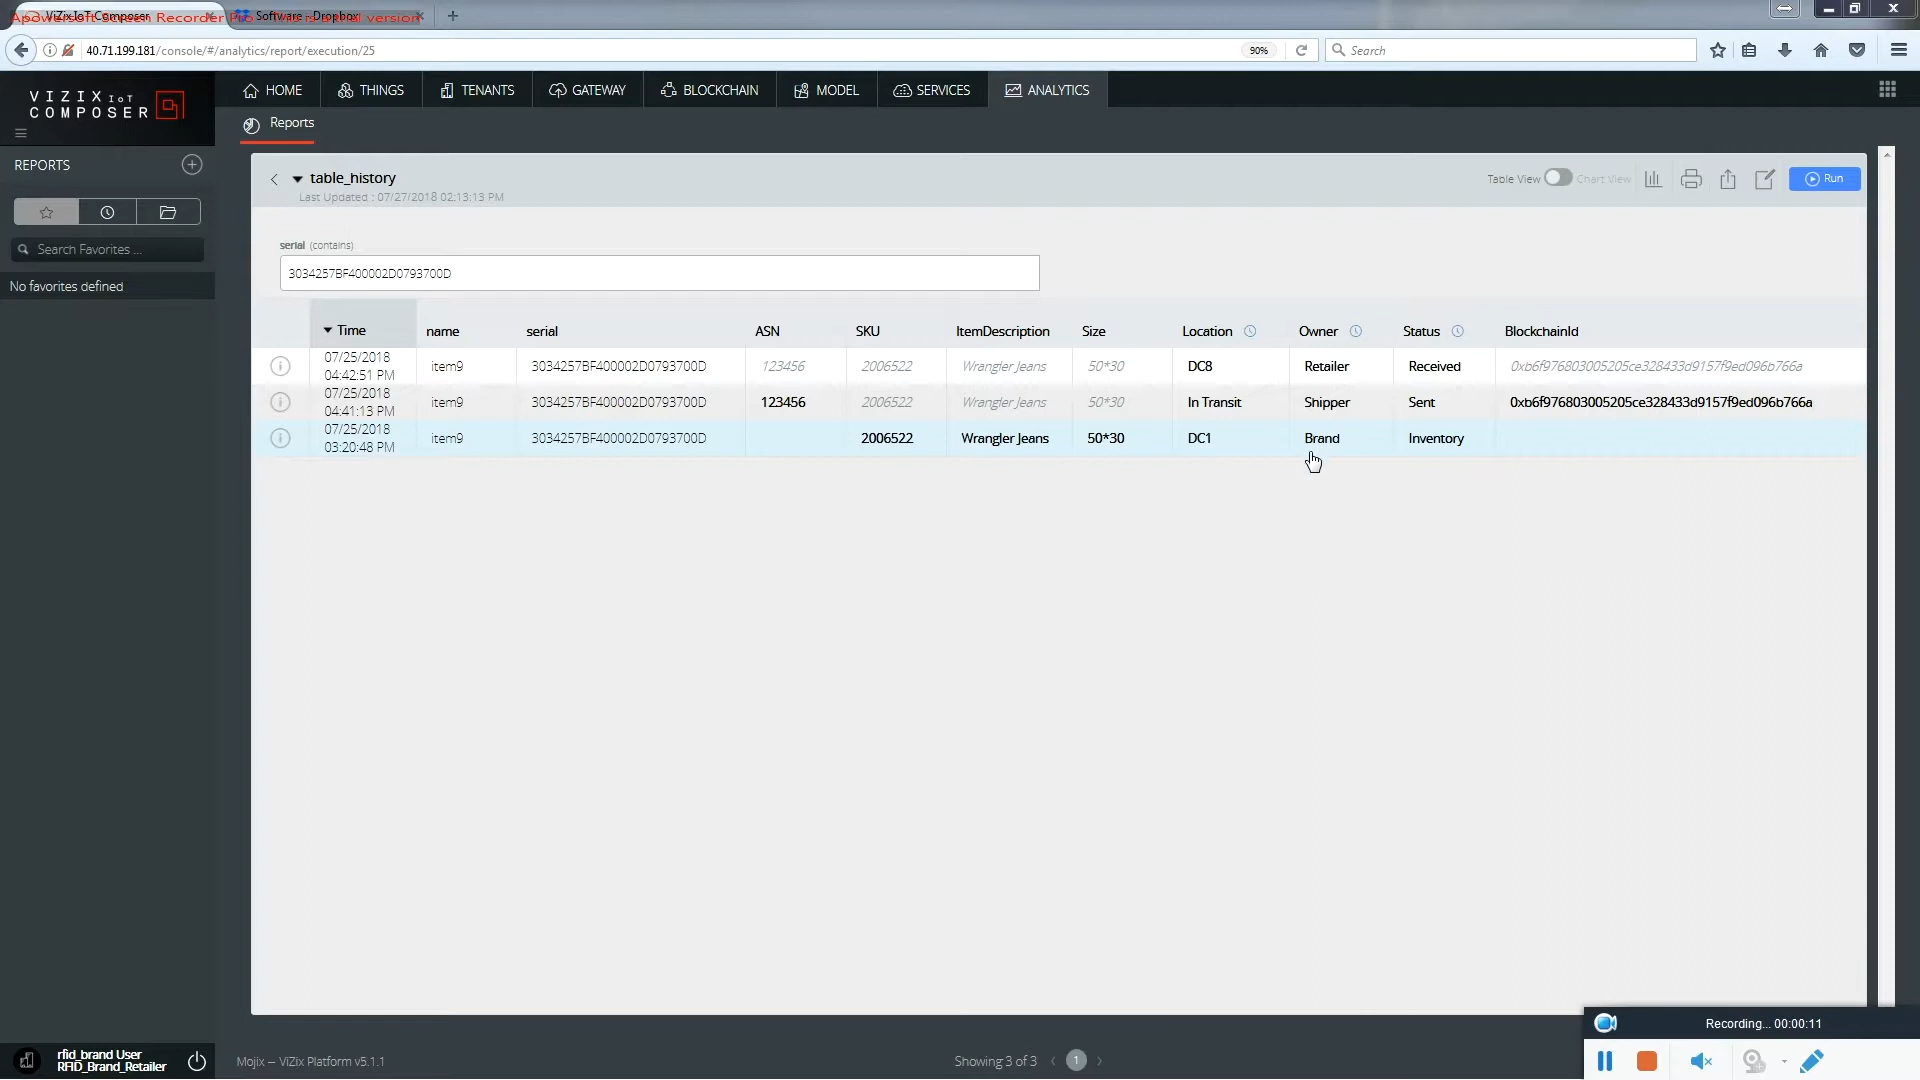 ViZix IoT Composer
Apowersoft Screen Recorder Pro - This is a trial version
Software - Dropbox
40.71.199.181/console/#/analytics/report/execution/25
90%
Search
VIZIX IoT
COMPOSER
HOME
THINGS
TENANTS
GATEWAY
BLOCKCHAIN
MODEL
SERVICES
ANALYTICS
Reports
REPORTS
Search Favorites ...
No favorites defined
table_history
Last Updated : 07/27/2018 02:13:13 PM
Table View
Chart View
Run
serial (contains)
3034257BF400002D0793700D
Time name serial ASN SKU ItemDescription Size Location Owner Status BlockchainId
07/25/2018
04:42:51 PM item9 3034257BF400002D0793700D 123456 2006522 Wrangler Jeans 50*30 DC8 Retailer Received 0xb6f976803005205ce328433d9157f9ed096b766a
07/25/2018
04:41:13 PM item9 3034257BF400002D0793700D 123456 2006522 Wrangler Jeans 50*30 In Transit Shipper Sent 0xb6f976803005205ce328433d9157f9ed096b766a
07/25/2018
03:20:48 PM item9 3034257BF400002D0793700D 2006522 Wrangler Jeans 50*30 DC1 Brand Inventory
Recording... 00:00:11
rfid_brand User
RFID_Brand_Retailer
Mojix — ViZix Platform v5.1.1
Showing 3 of 3
1